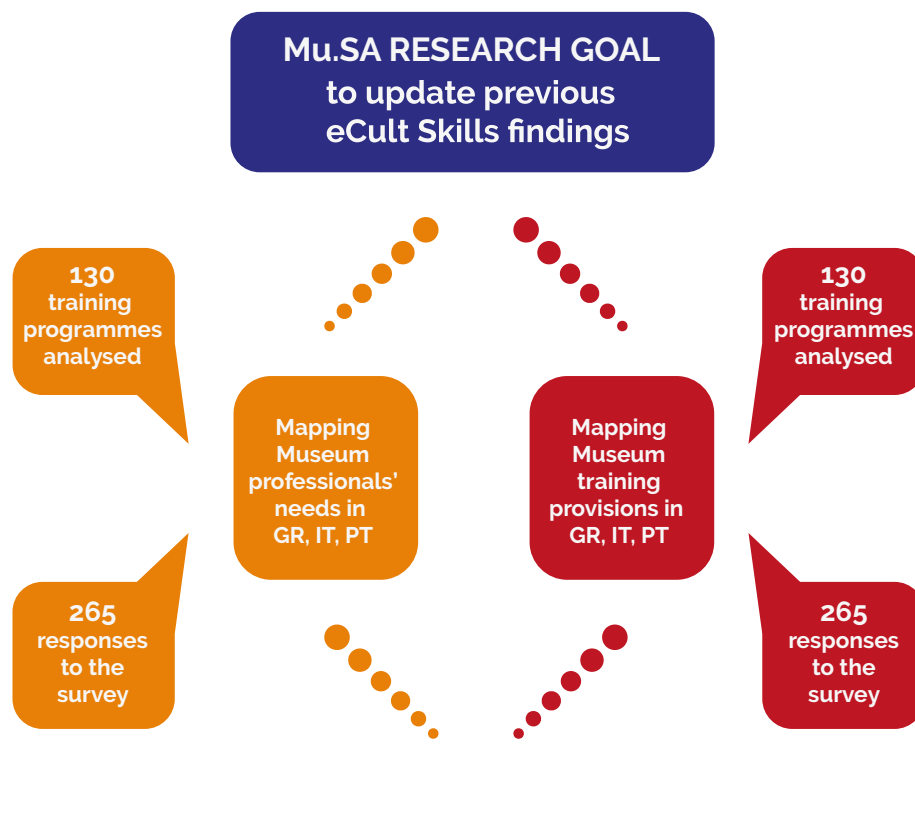 Mu.SA RESEARCH GOAL
to update previous
eCult Skills findings
130
training
programmes
analysed
130
training
programmes
analysed
Mapping
Museum
professionals’
needs in
GR, IT, PT
Mapping
Museum
training
provisions in
GR, IT, PT
265
responses
to the
survey
265
responses
to the
survey